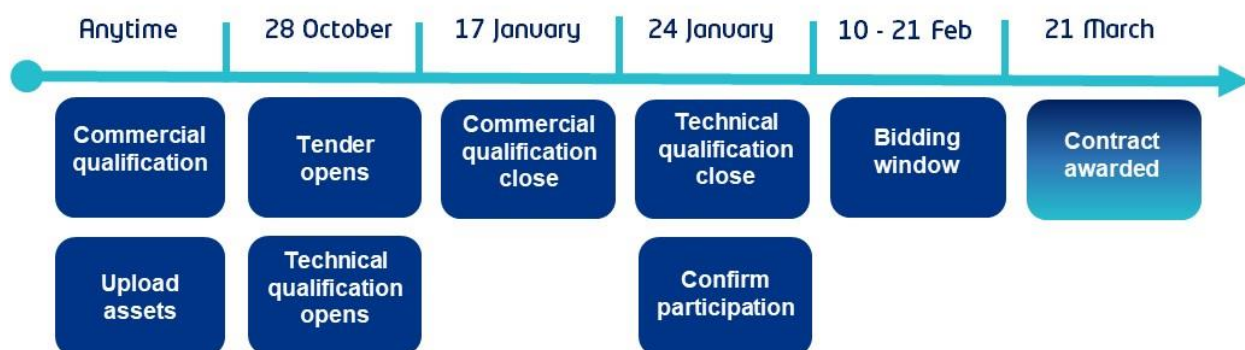 Anytime
28 October
17 January
24 January
10 - 21 Feb
21 March
Commercial
qualification
Tender
opens
Commercial
qualification
close
Technical
qualification
close
Bidding
window
Contract
awarded
Upload
assets
Technical
qualification
opens
Confirm
participation